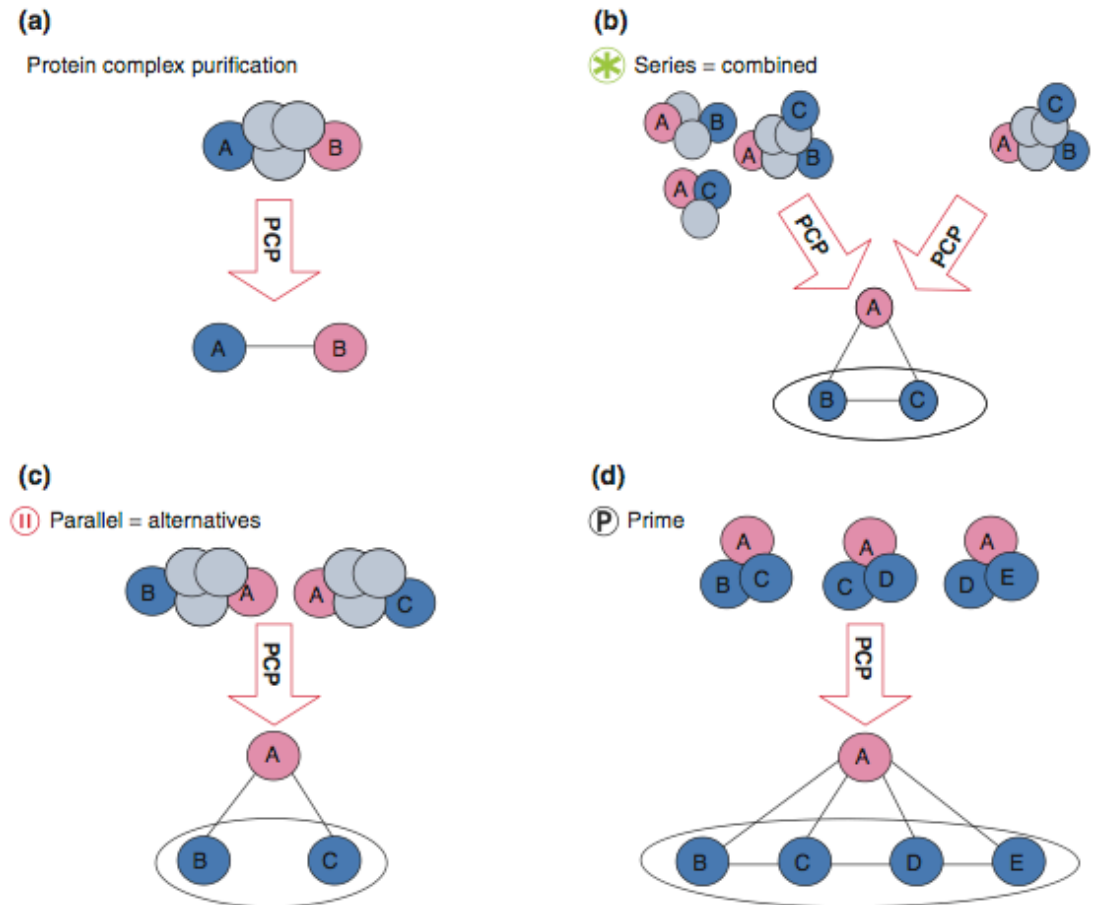 (a)
Protein complex purification
A
B
PCP
A
B
(b)
Series = combined
A
B
A
C
B
A
C
C
A
B
PCP
PCP
A
B
C
(c)
Parallel = alternatives
B
A
A
C
PCP
A
B
C
(d)
P Prime
A
B
C
A
C
D
A
D
E
PCP
A
B
C
D
E